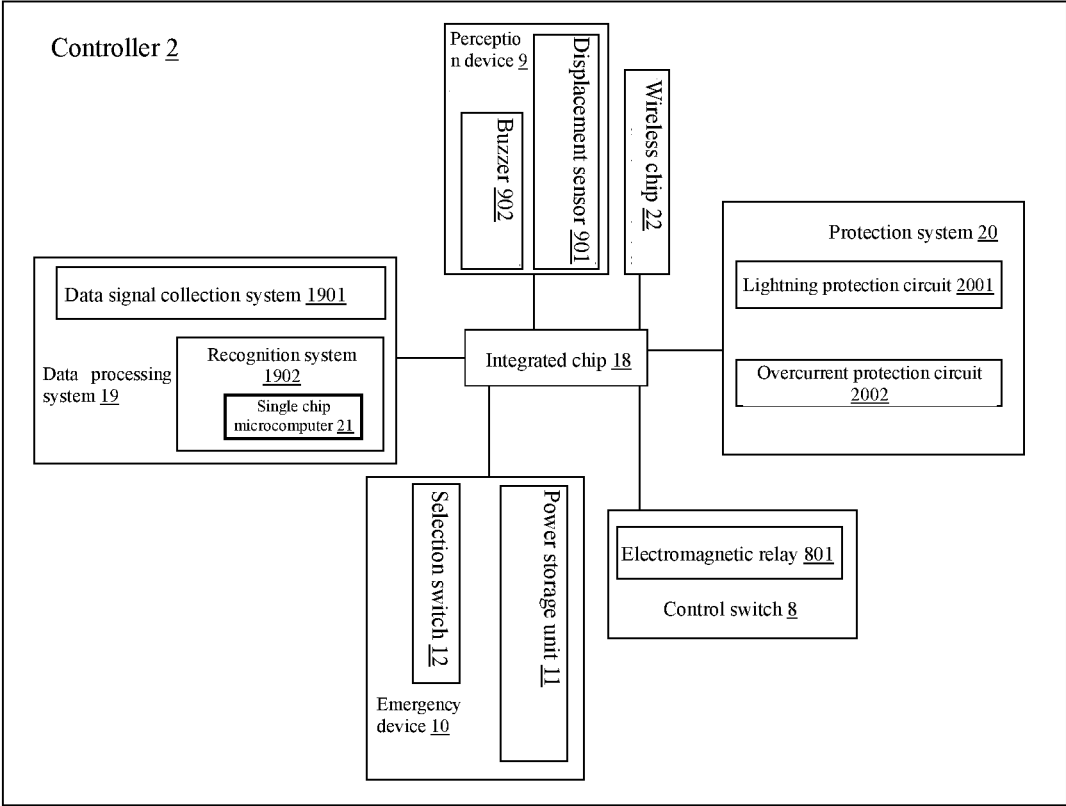 Controller 2
Perceptio
n device 9
Displacement sensor 901
Buzzer 902
Wireless chip 22
Protection system 20
Lightning protection circuit 2001
Overcurrent protection circuit
2002
Data signal collection system 1901
Recognition system
1902
Data processing
system 19
Single chip
microcomputer 21
Integrated chip 18
Selection switch 12
Power storage unit 11
Emergency
device 10
Electromagnetic relay 801
Control switch 8